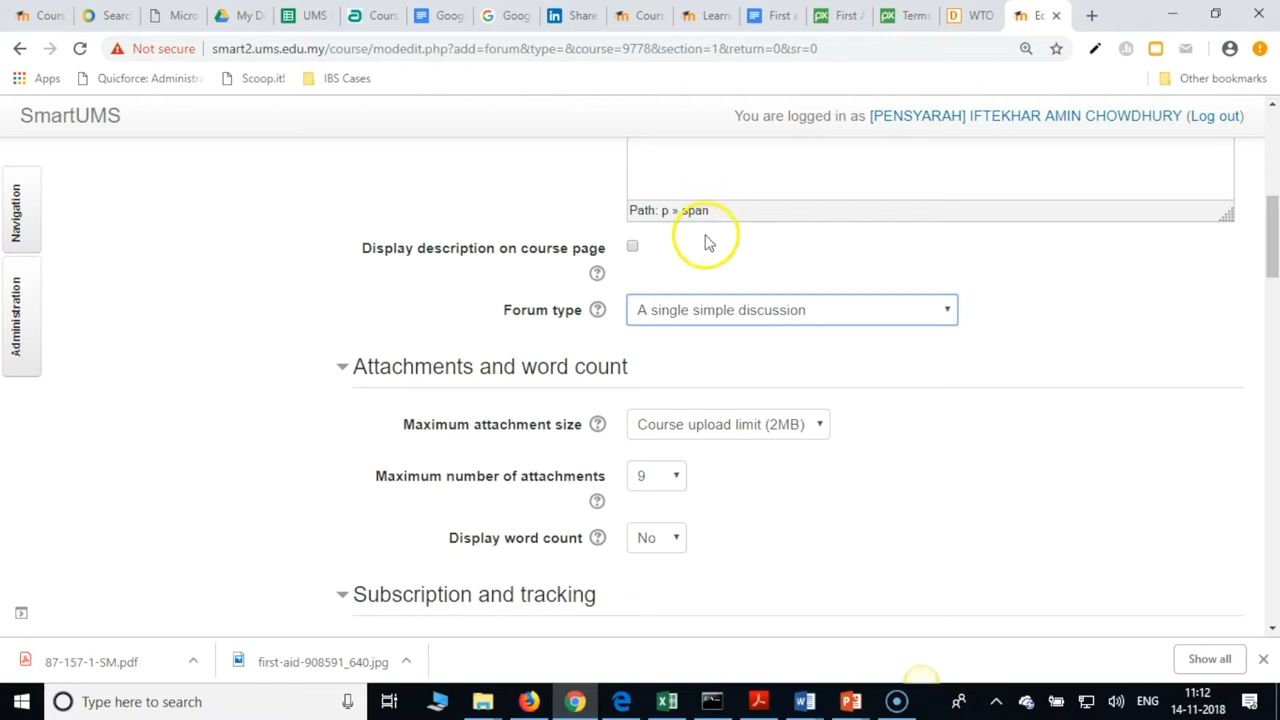 Cours
Searc
Micro
My D
UMS
Cours
Goog
Goog
Share
Cours
Learn
First a
First A
Terms
WTO
Ec
Not secure
smart2.ums.edu.my/course/modedit.php?add=forum&type=&course=9778&section=1&return=0&sr=0
Apps
Quicforce: Administra
Scoop.it!
IBS Cases
Other bookmarks
SmartUMS
You are logged in as [PENSYARAH] IFTEKHAR AMIN CHOWDHURY (Log out)
Navigation
Administration
Path: p » span
Display description on course page
Forum type
A single simple discussion
Attachments and word count
Maximum attachment size
Course upload limit (2MB)
Maximum number of attachments
9
Display word count
No
Subscription and tracking
87-157-1-SM.pdf
first-aid-908591_640.jpg
Show all
Type here to search
ENG
11:12
14-11-2018